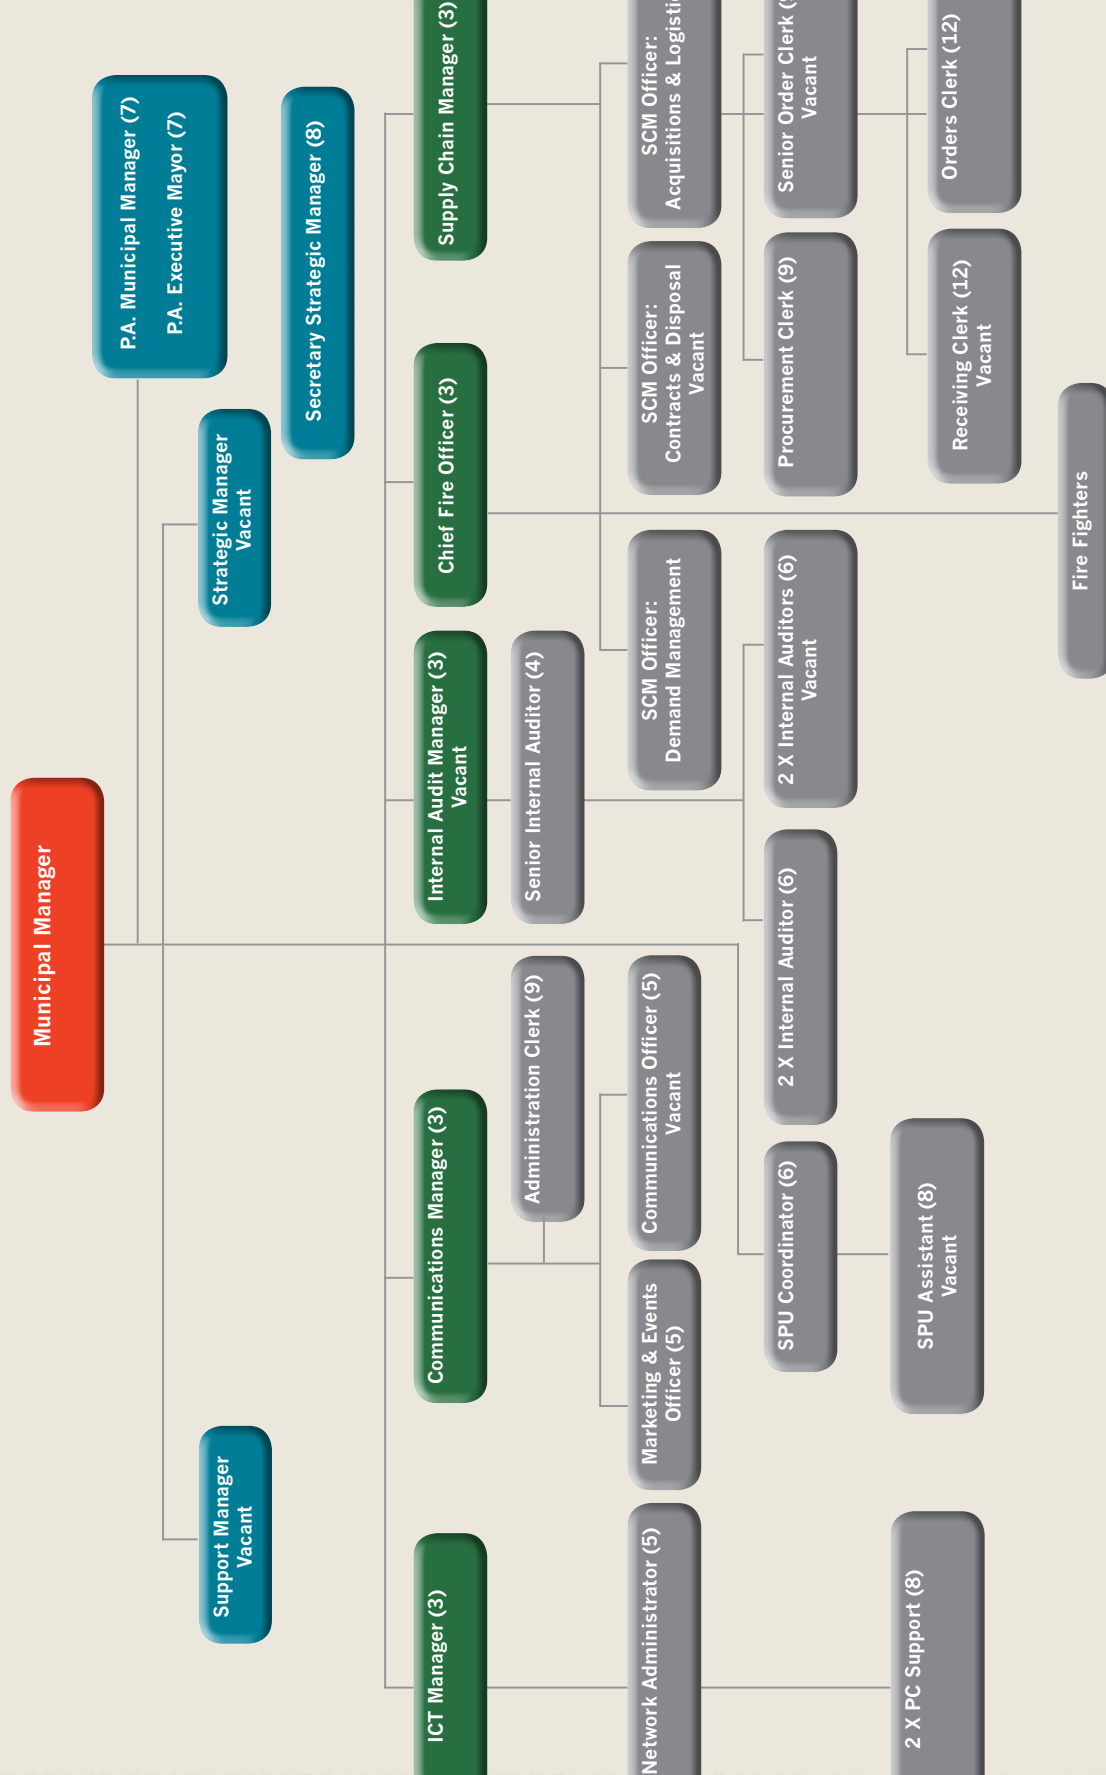 Municipal Manager
P.A. Municipal Manager (7)
P.A. Executive Mayor (7)
Support Manager
Vacant
Strategic Manager
Vacant
Secretary Strategic Manager (8)
ICT Manager (3)
Communications Manager (3)
Internal Audit Manager (3)
Vacant
Chief Fire Officer (3)
Supply Chain Manager (3)
Administration Clerk (9)
Senior Internal Auditor (4)
Network Administrator (5)
Marketing & Events
Officer (5)
Communications Officer (5)
Vacant
SCM Officer:
Demand Management
SCM Officer:
Contracts & Disposal
Vacant
SCM Officer:
Acquisitions &
SPU Coordinator (6)
2 X Internal Auditor (6)
2 X Internal Auditors (6)
Vacant
Procurement Clerk (9)
Senior Order Clerk
Vacant
2 X PC Support (8)
SPU Assistant (8)
Vacant
Receiving Clerk (12)
Vacant
Orders Clerk (12)
Fire Fighters